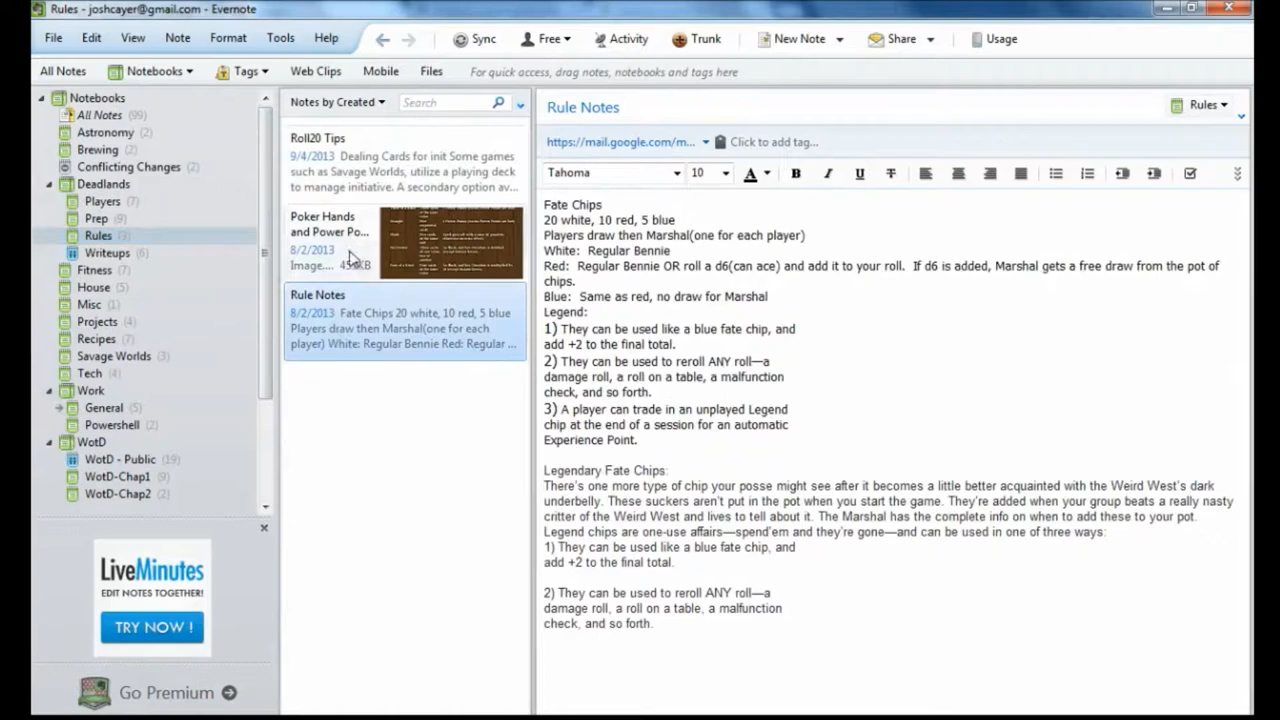 Rules - joshcayer@gmail.com - Evernote
File Edit View Note Format Tools Help
Sync Free Activity Trunk New Note Share Usage
All Notes Notebooks Tags Web Clips Mobile Files For quick access, drag notes, notebooks and tags here
Notebooks
All Notes (99)
Astronomy (2)
Brewing (2)
Conflicting Changes (2)
Deadlands
Players (7)
Prep (9)
Rules (3)
Writeups (6)
Fitness (7)
House (1)
Misc (1)
Projects (4)
Recipes (7)
Savage Worlds (3)
Tech (4)
Work
General (5)
Powershell (2)
WotD
WotD - Public (19)
WotD-Chap1 (9)
WotD-Chap2 (2)
LiveMinutes
EDIT NOTES TOGETHER!
TRY NOW !
Go Premium
Notes by Created Search
Roll20 Tips
9/4/2013 Dealing Cards for init Some games
such as Savage Worlds, utilize a playing deck
to manage initiative. A secondary option av...
Poker Hands
and Power Po...
8/2/2013
Image...
Rule Notes
8/2/2013 Fate Chips 20 white, 10 red, 5 blue
Players draw then Marshal(one for each
player) White: Regular Bennie Red: Regular ...
Rule Notes Rules
https://mail.google.com/m... Click to add tag...
Tahoma 10 A B I U T
Fate Chips
20 white, 10 red, 5 blue
Players draw then Marshal(one for each player)
White: Regular Bennie
Red: Regular Bennie OR roll a d6(can ace) and add it to your roll. If d6 is added, Marshal gets a free draw from the pot of
chips.
Blue: Same as red, no draw for Marshal
Legend:
1) They can be used like a blue fate chip, and
add +2 to the final total.
2) They can be used to reroll ANY roll—a
damage roll, a roll on a table, a malfunction
check, and so forth.
3) A player can trade in an unplayed Legend
chip at the end of a session for an automatic
Experience Point.
Legendary Fate Chips:
There's one more type of chip your posse might see after it becomes a little better acquainted with the Weird West's dark
underbelly. These suckers aren't put in the pot when you start the game. They're added when your group beats a really nasty
critter of the Weird West and lives to tell about it. The Marshal has the complete info on when to add these to your pot.
Legend chips are one-use affairs—spend'em and they're gone—and can be used in one of three ways:
1) They can be used like a blue fate chip, and
add +2 to the final total.
2) They can be used to reroll ANY roll—a
damage roll, a roll on a table, a malfunction
check, and so forth.